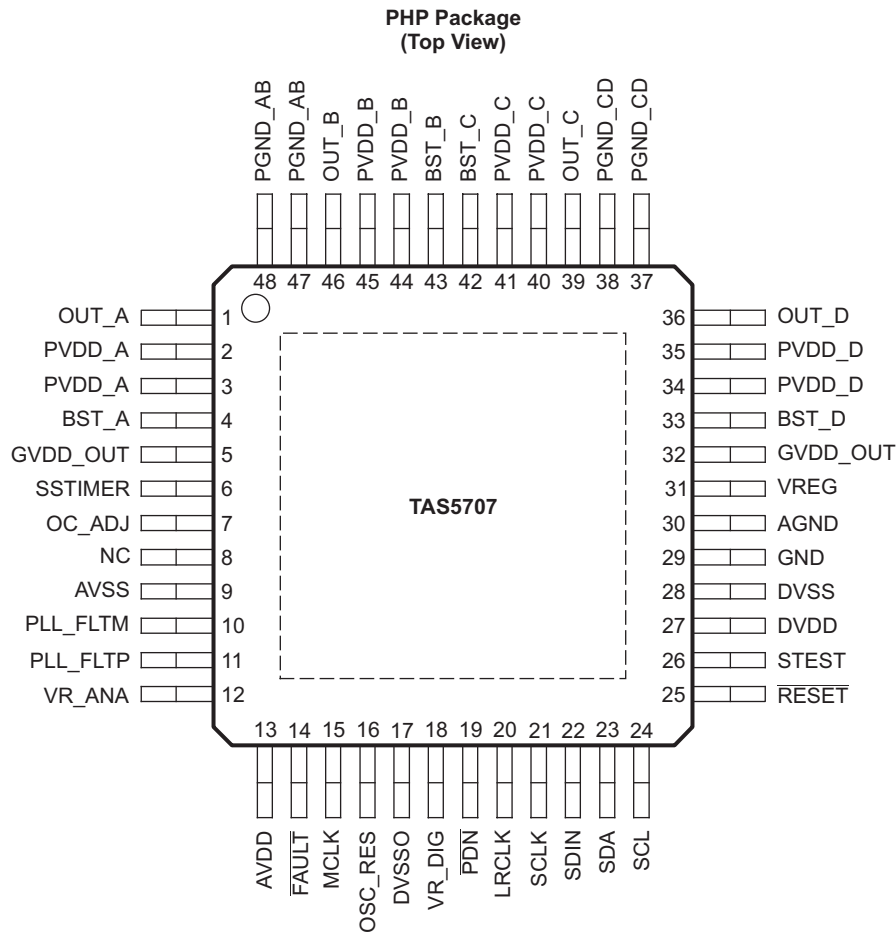 PHP Package
(Top View)
PGND_AB
PGND_AB
OUT_B
PVDD_B
PVDD_B
BST_B
BST_C
PVDD_C
PVDD_C
OUT_C
PGND_CD
PGND_CD
48 47 46 45 44 43 42 41 40 39 38 37
OUT_A 1 36 OUT_D
PVDD_A 2 35 PVDD_D
PVDD_A 3 34 PVDD_D
BST_A 4 33 BST_D
GVDD_OUT 5 32 GVDD_OUT
SSTIMER 6 31 VREG
OC_ADJ 7 TAS5707 30 AGND
NC 8 29 GND
AVSS 9 28 DVSS
PLL_FLTM 10 27 DVDD
PLL_FLTP 11 26 STEST
VR_ANA 12 25 RESET
13 14 15 16 17 18 19 20 21 22 23 24
AVDD
FAULT
MCLK
OSC_RES
DVSSO
VR_DIG
PDN
LRCLK
SCLK
SDIN
SDA
SCL